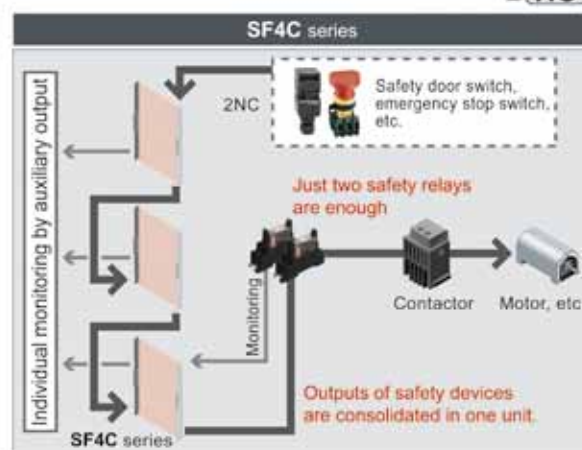 SF4C series
Individual monitoring by auxiliary output
2NC
Safety door switch,
emergency stop switch,
etc.
Just two safety relays
are enough
Monitoring
Contactor
Motor, etc
Outputs of safety devices
are consolidated in one unit.
SF4C series